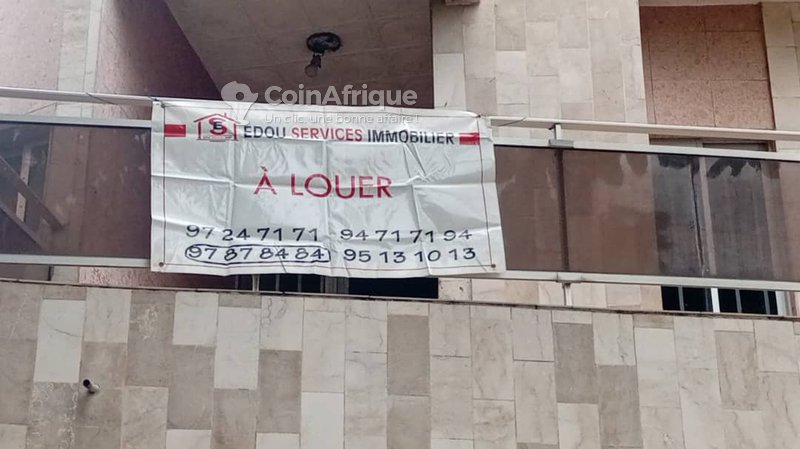 CoinAfrique
Un clic, une bonne affaire !
EDOU SERVICES IMMOBILIER
À LOUER
97 24 71 71 94 71 71 94
97 87 84 84 95 13 10 13